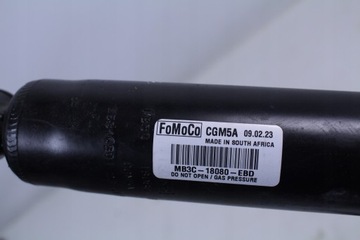 FoMoCo CGM5A 09.02.23
MADE IN SOUTH AFRICA
MB3C-18080-EBD
DO NOT OPEN / GAS PRESSURE